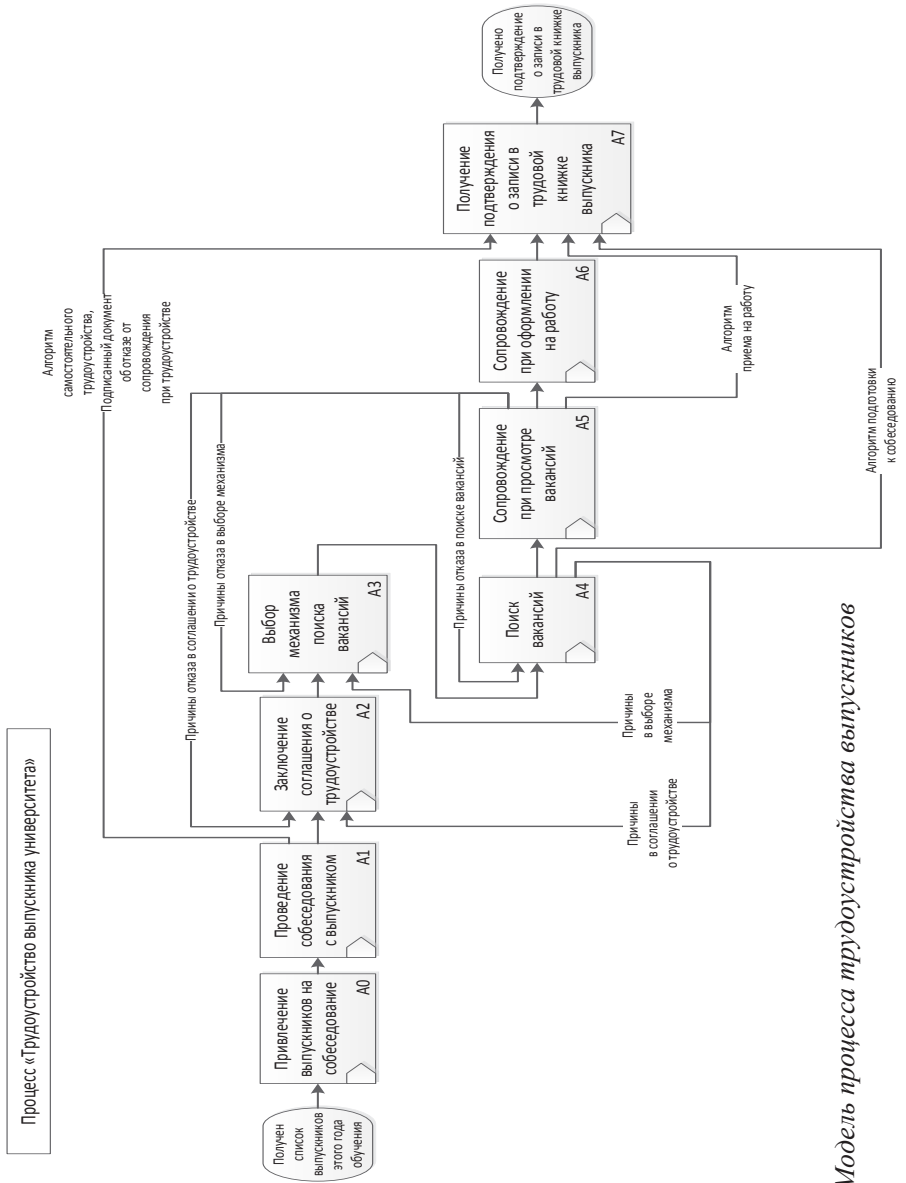 Процесс «Трудоустройство выпускника университета»
Получен
список
выпускников
этого года
обучения
Привлечение
выпускников на
собеседование
A0
Проведение
собеседования
с выпускником
A1
Заключение
соглашения о
трудоустройстве
A2
Выбор
механизма
поиска
вакансий
A3
Поиск
вакансий
A4
Сопровождение
при просмотре
вакансий
A5
Сопровождение
при оформлении
на работу
A6
Получение
подтверждения
о записи в
трудовой
книжке
выпускника
A7
Получено
подтверждение
о записи в
трудовой книжке
выпускника
Алгоритм
самостоятельного
трудоустройства,
Подписанный документ
об отказе от
сопровождения
при трудоустройстве
Причины отказа в соглашении о трудоустройстве
Причины отказа в выборе механизма
Причины отказа в поиске вакансий
Причины
в соглашении
о трудоустройстве
Причины
в выборе
механизма
Алгоритм
приема на работу
Алгоритм подготовки
к собеседованию
Модель процесса трудоустройства выпускников